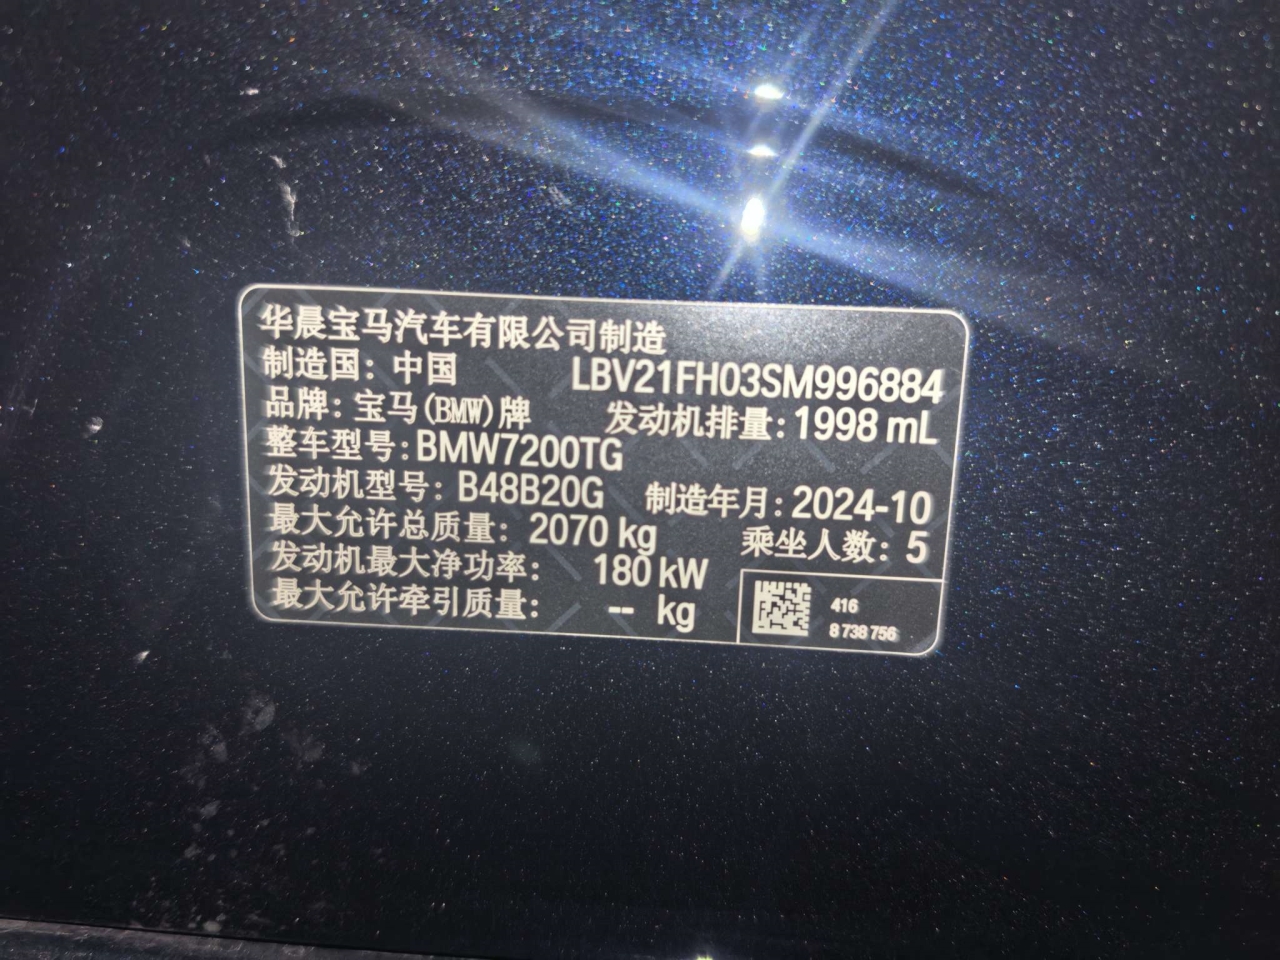 华晨宝马汽车有限公司制造
制造国：中国 LBV21FH03SM996884
品牌：宝马(BMW)牌 发动机排量：1998 mL
整车型号：BMW7200TG
发动机型号：B48B20G 制造年月：2024-10
最大允许总质量：2070 kg 乘坐人数：5
发动机最大净功率：180 kW
最大允许牵引质量：-- kg
416
8 738 756